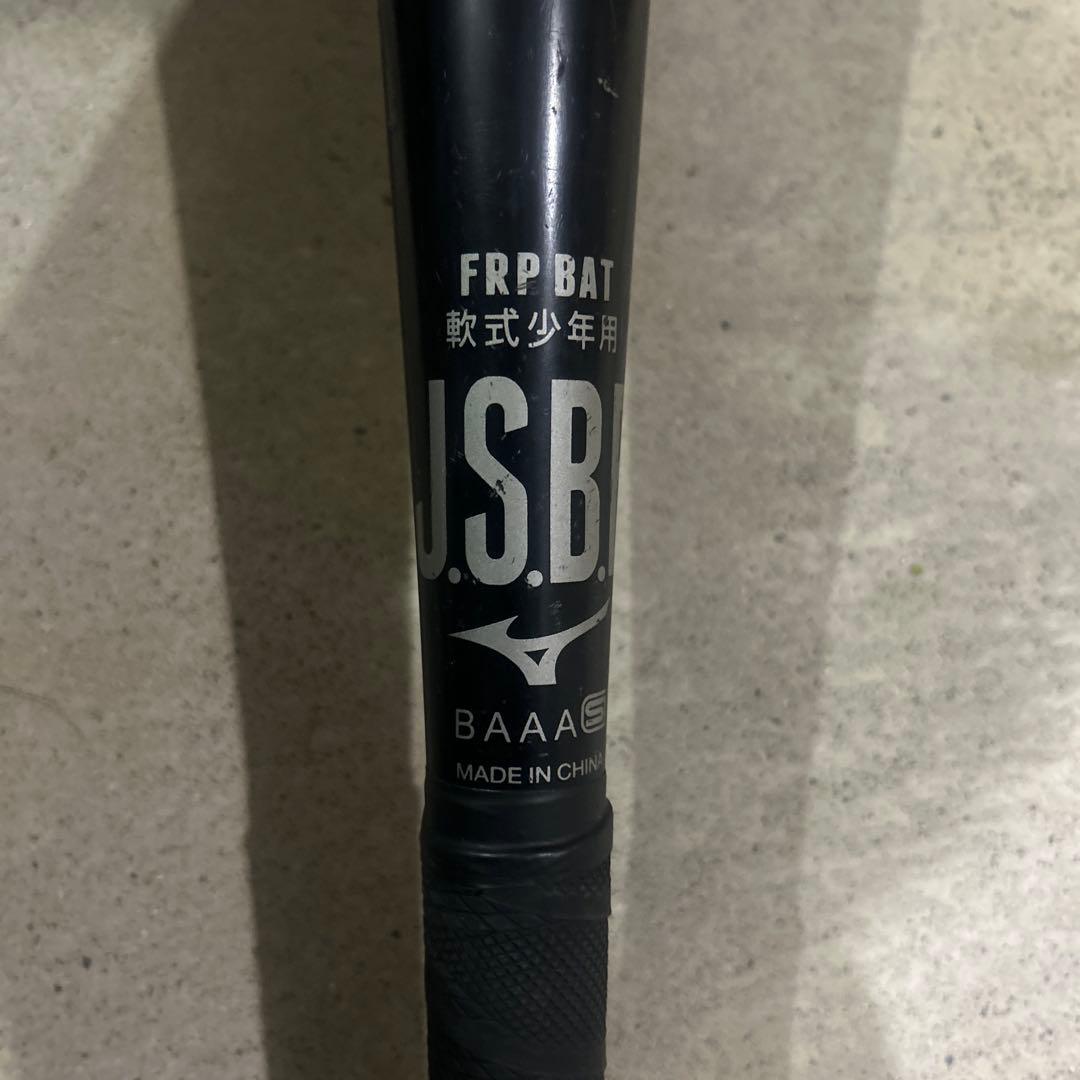 FRP BAT
軟式少年用
J.S.B.
BAAA S
MADE IN CHINA